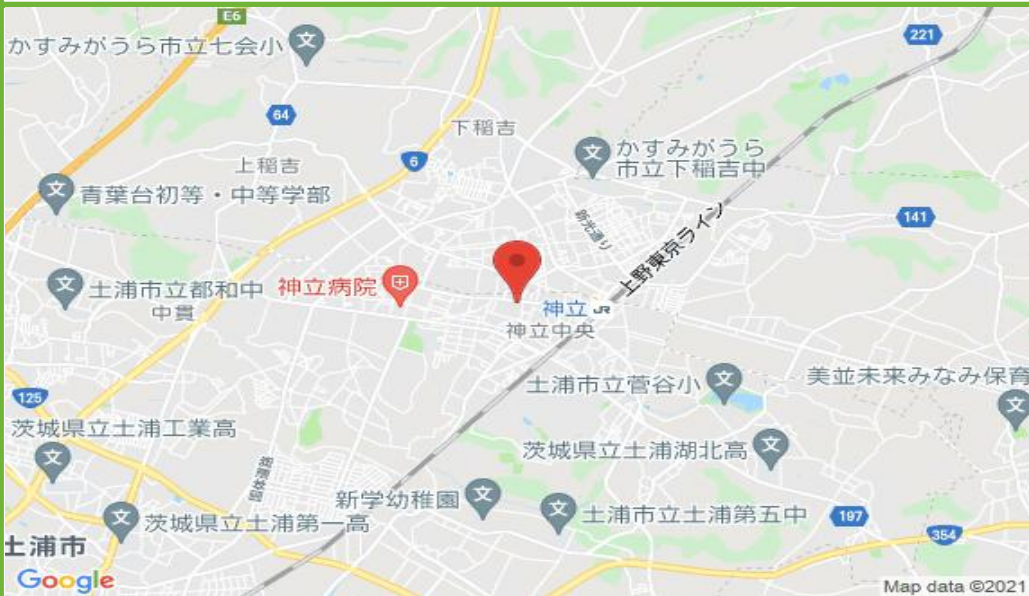 E6
かすみがうら市立七会小
221
64
下稲吉
6
上稲吉
かすみがうら
市立下稲吉中
青葉台初等・中等学部
新光通り
141
上野東京ライン
土浦市立都和中
中貫
神立病院
神立
JR
神立中央
土浦市立菅谷小
美並未来みなみ保育
125
茨城県立土浦工業高
茨城県立土浦湖北高
新学幼稚園
茨城県立土浦第一高
土浦市立土浦第五中
197
354
土浦市
Google
Map data ©2021